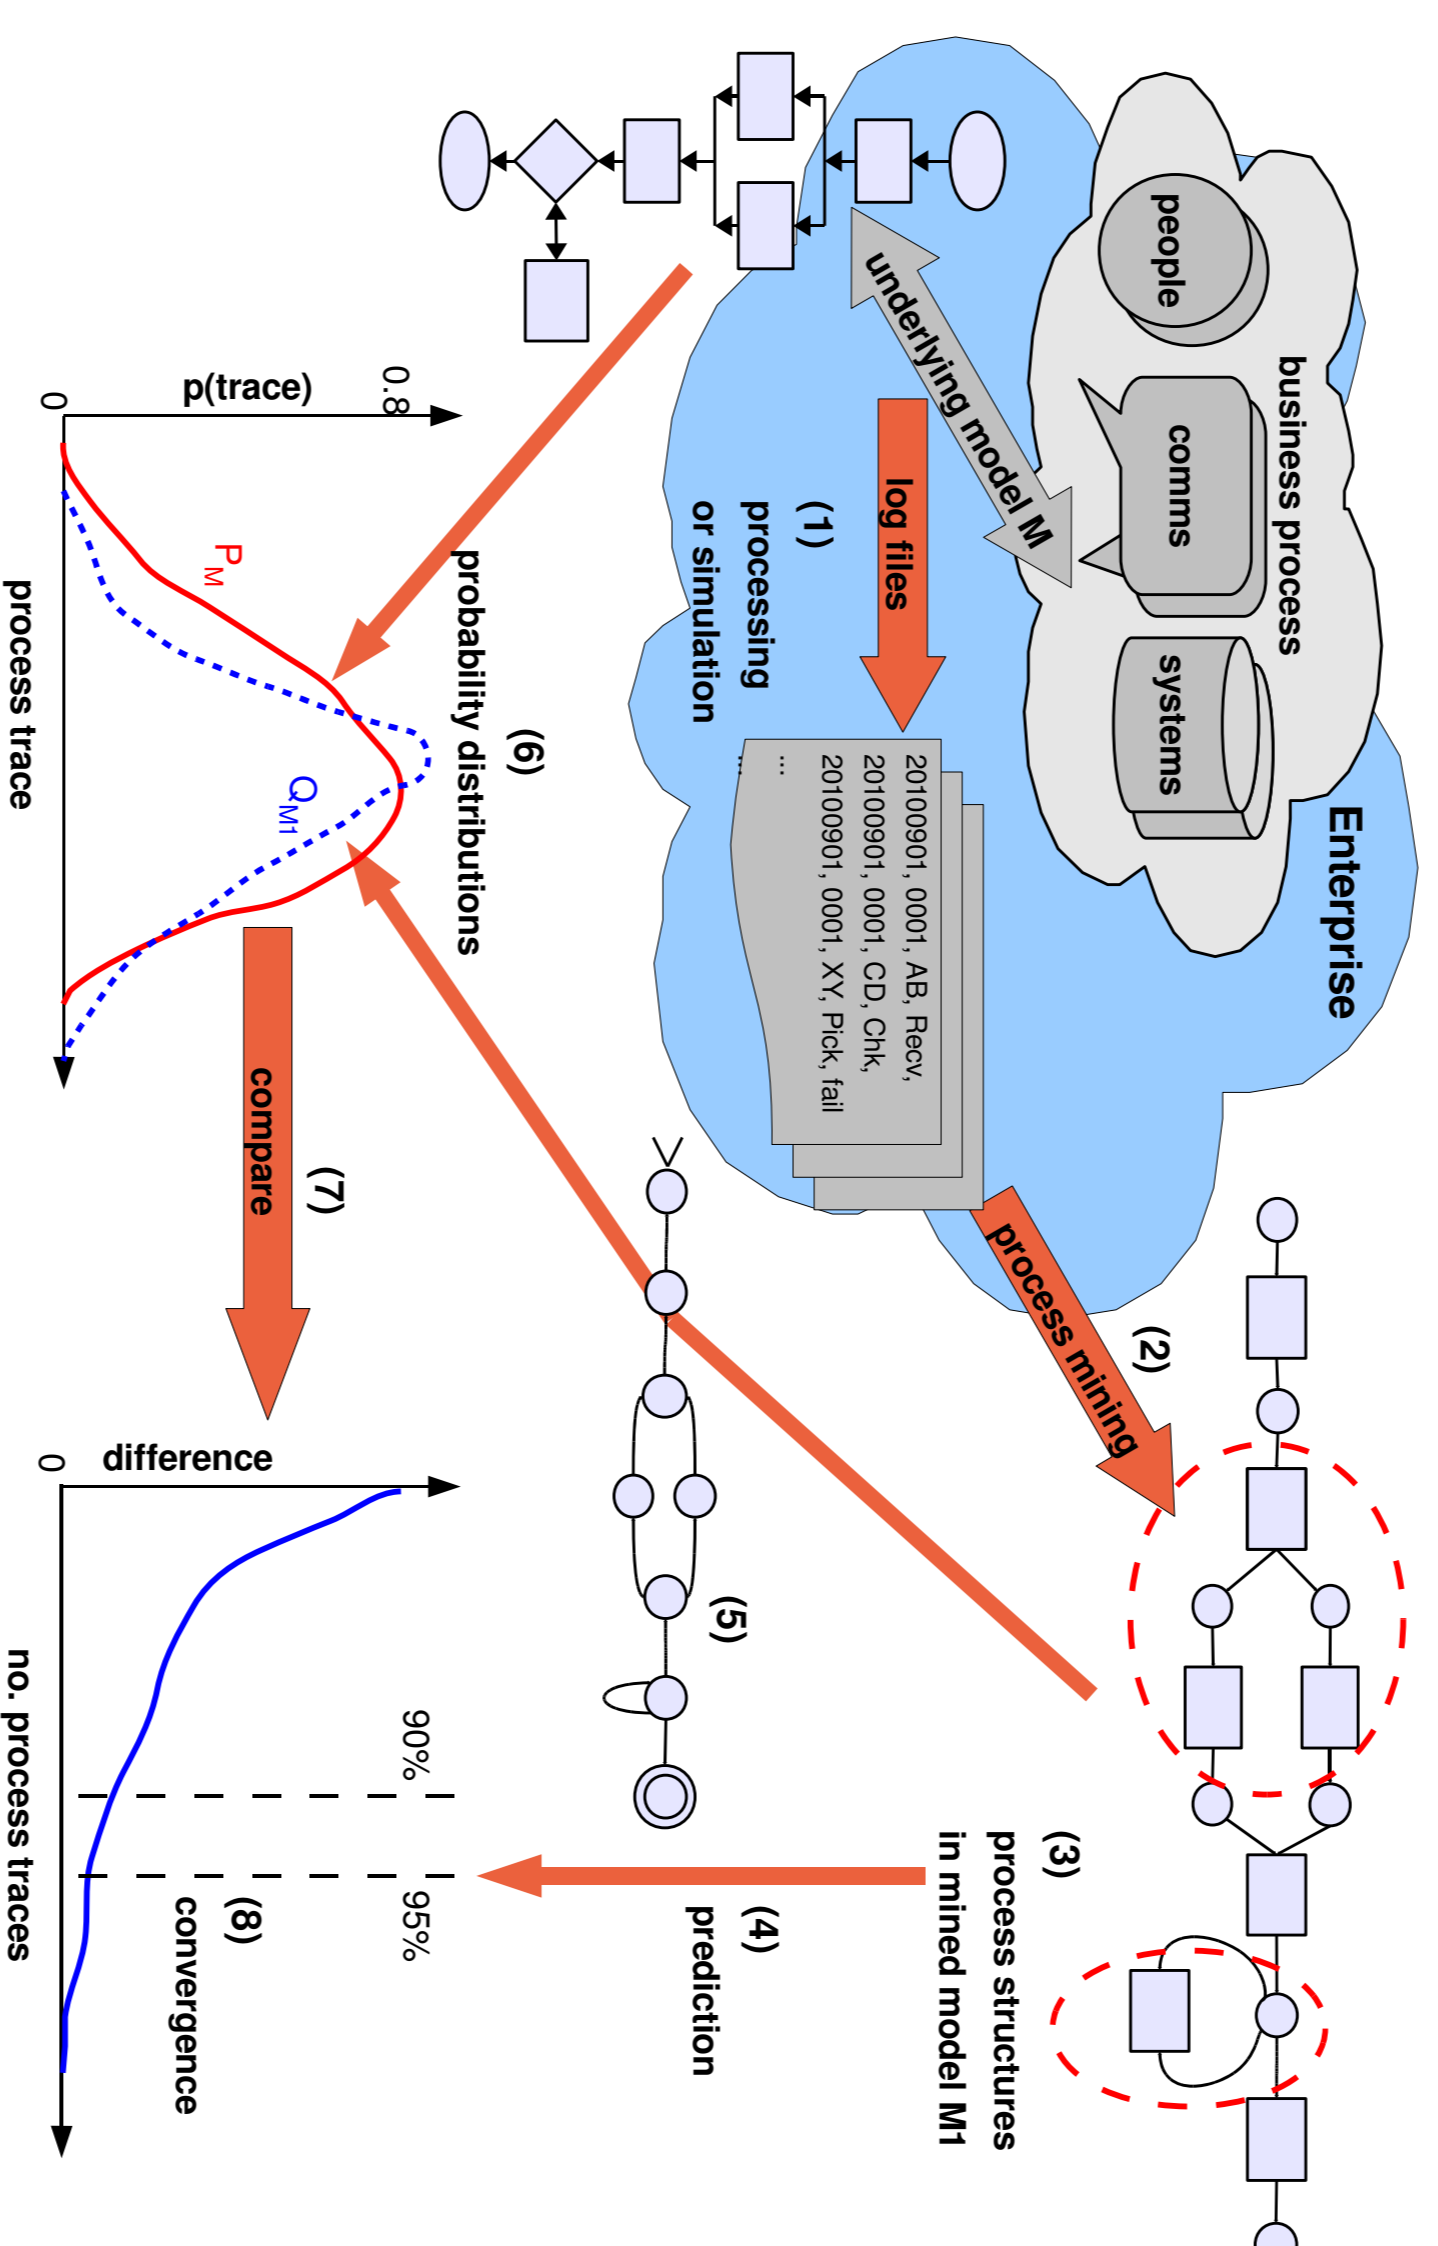 Enterprise
business process
people
comms
systems
underlying model M
log files
(1)
processing
or simulation
20100901, 0001, AB, Recv,
20100901, 0001, CD, Chk,
20100901, 0001, XY, Pick, fail
...
...
(2)
process mining
(3)
process structures
in mined model M1
(4)
prediction
(5)
(6)
probability distributions
0.8
p(trace)
0
P_M
Q_M1
process trace
(7)
compare
difference
0
90%
95%
(8)
convergence
no. process traces